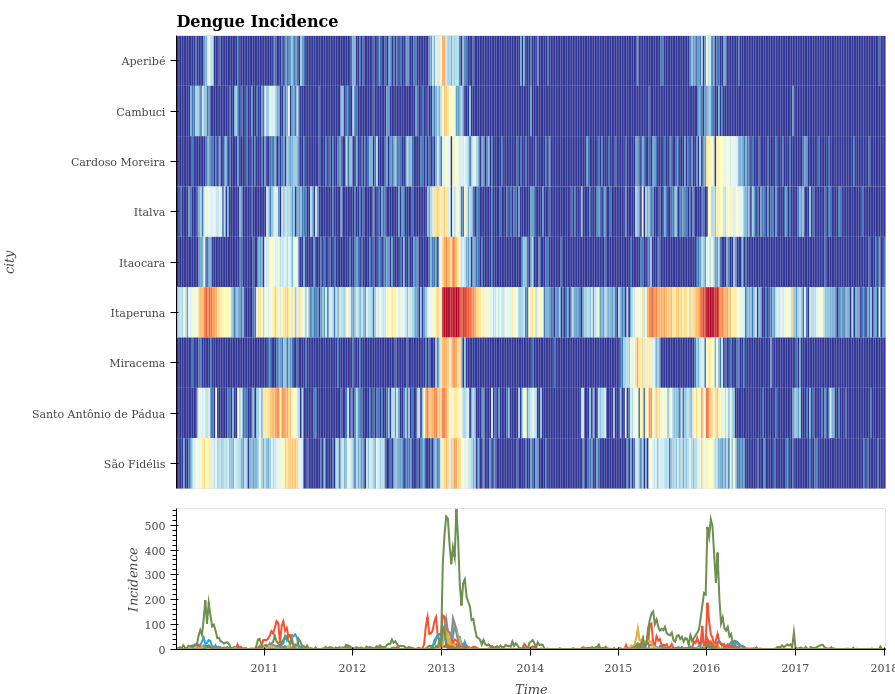 Dengue Incidence
Aperibé
Cambuci
Cardoso Moreira
Italva
Itaocara
Itaperuna
Miracema
Santo Antônio de Pádua
São Fidélis
city
500
400
300
200
100
0
Incidence
2011 2012 2013 2014 2015 2016 2017 2018
Time